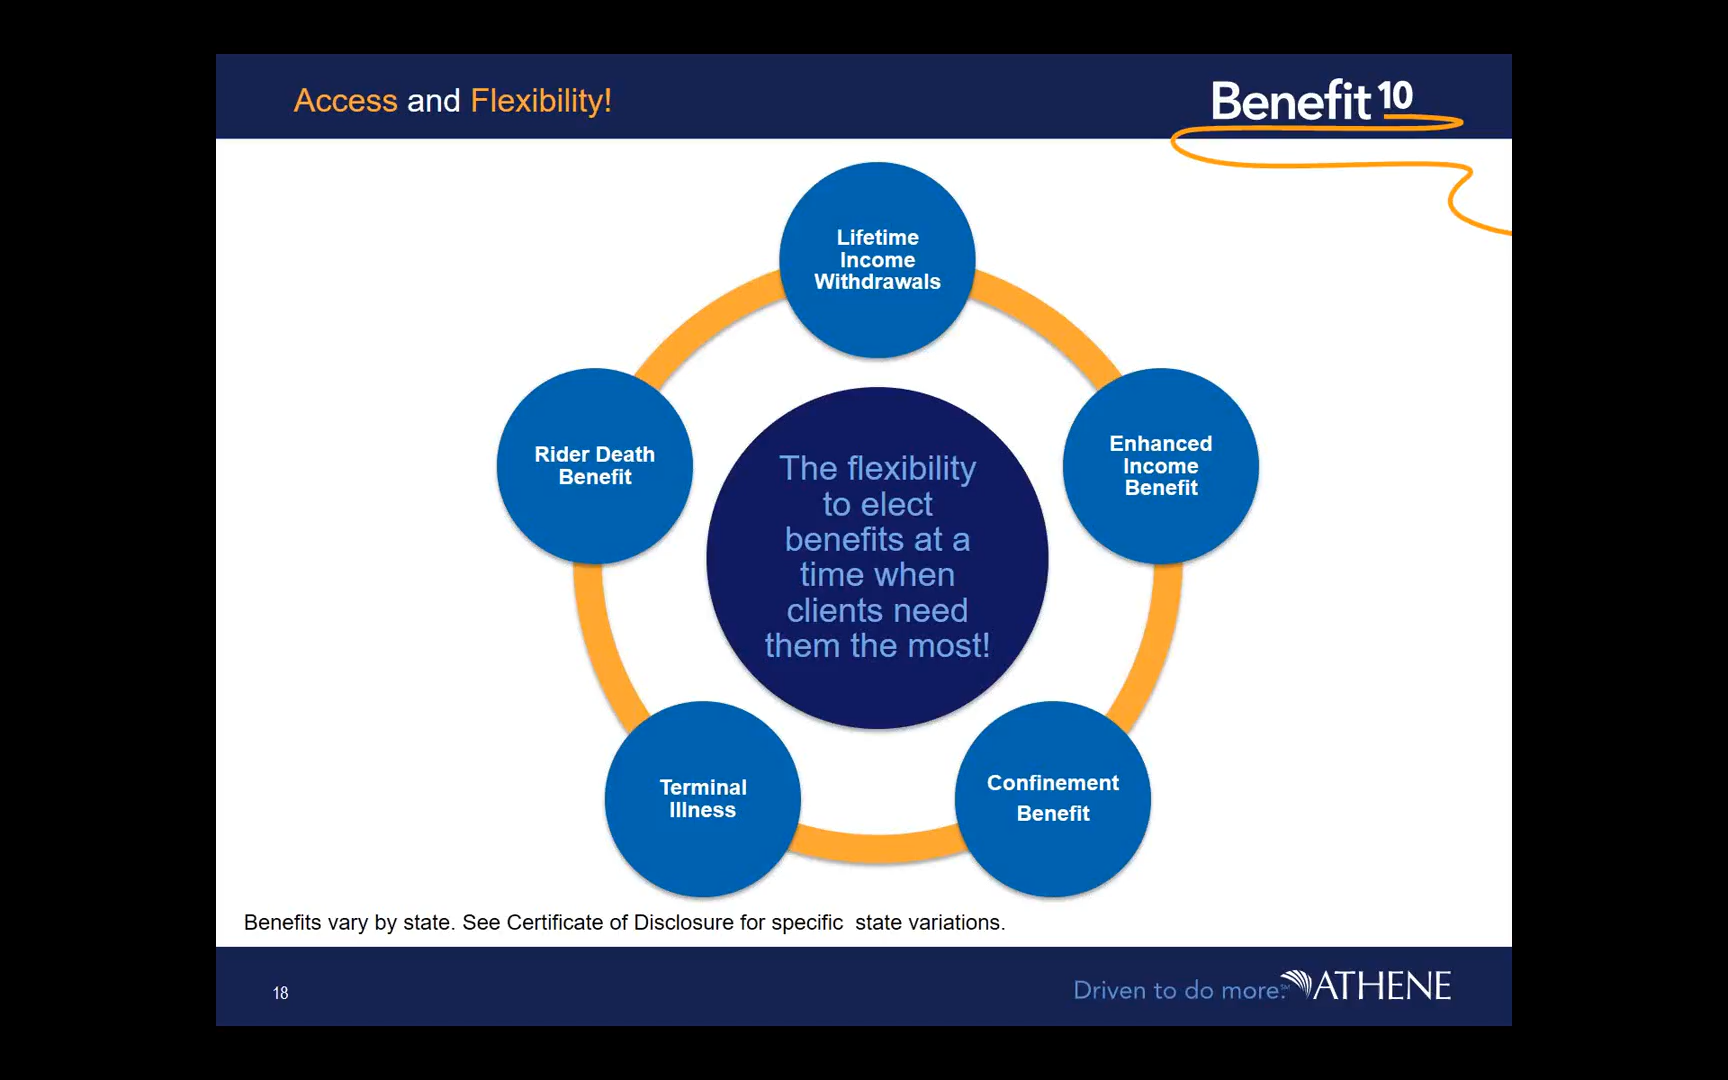 Access and Flexibility!
Benefit 10
Lifetime
Income
Withdrawals
Rider Death
Benefit
Enhanced
Income
Benefit
The flexibility
to elect
benefits at a
time when
clients need
them the most!
Terminal
Illness
Confinement
Benefit
Benefits vary by state. See Certificate of Disclosure for specific  state variations.
18
Driven to do more.℠ ATHENE